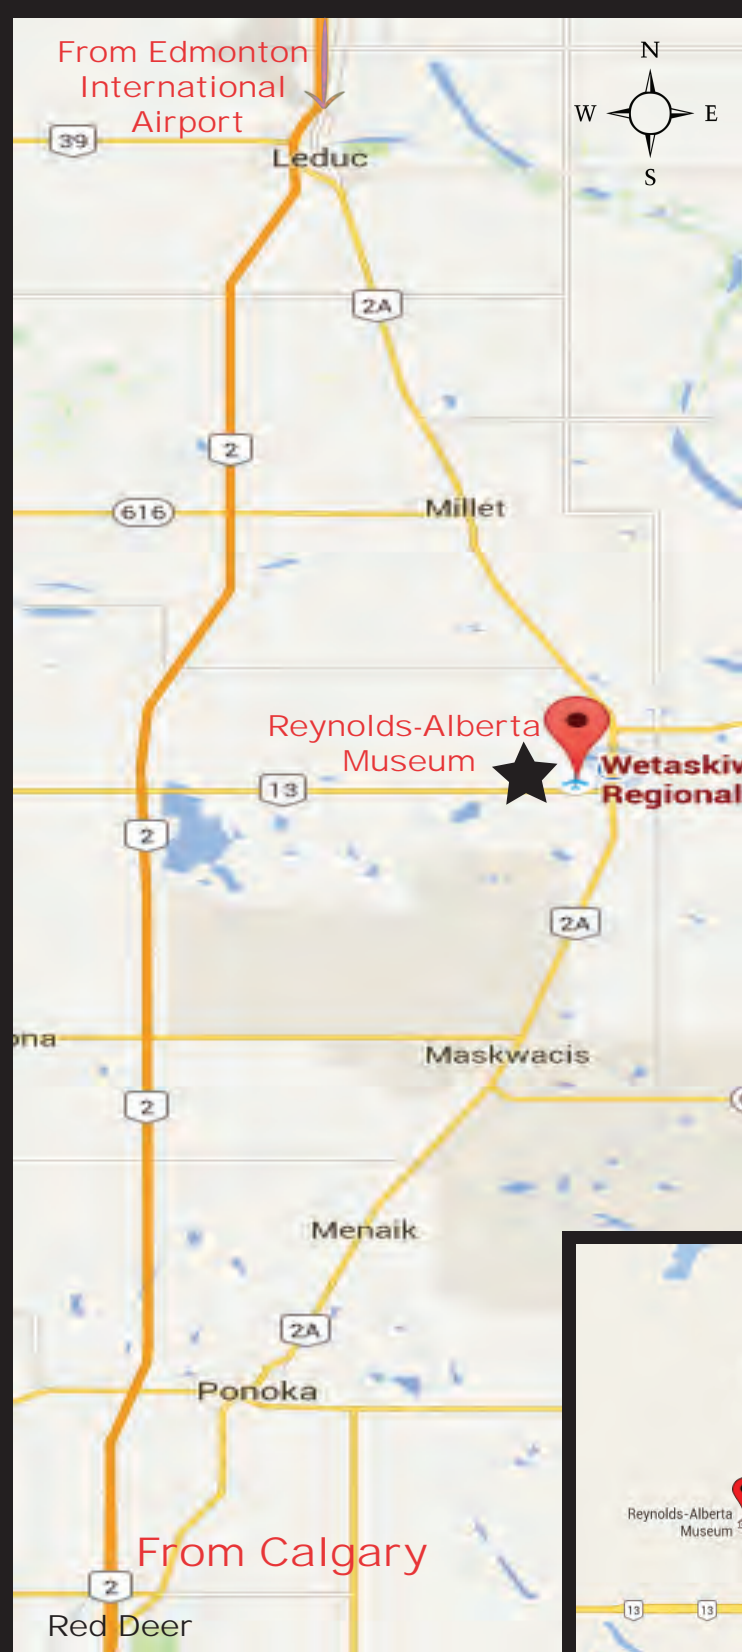 From Edmonton
International
Airport
N
W
E
S
39
Leduc
2A
2
616
Millet
Reynolds-Alberta
Museum
13
Regional
2
2A
Maskwacis
2
Menaik
2A
Ponoka
From Calgary
2
Red Deer
Reynolds-Alberta
Museum
13
13